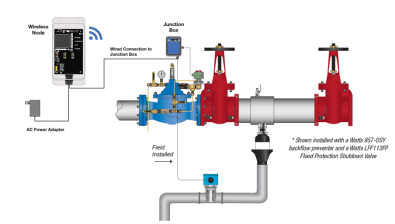 Wireless
Node
Junction
Box
Wired Connection to
Junction Box
AC Power Adapter
Field
Installed
* Shown installed with a Watts 957-OSY
backflow preventer and a Watts LFF113FP
Flood Protection Shutdown Valve